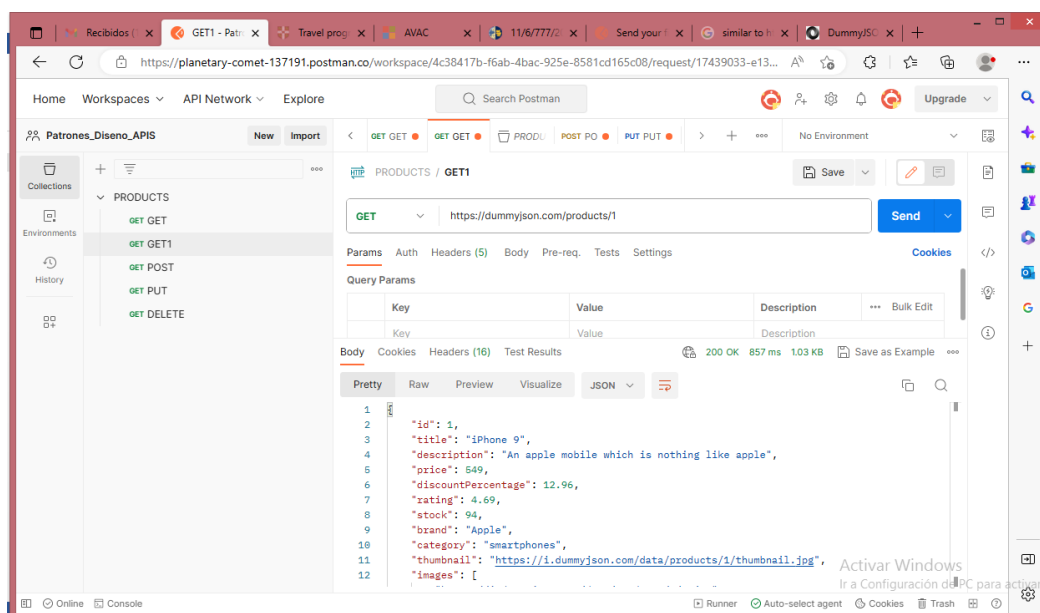 Recibidos (
GET1 - Patr
Travel prog
AVAC
11/6/777/2
Send your f
similar to h
DummyJSC
https://planetary-comet-137191.postman.co/workspace/4c38417b-f6ab-4bac-925e-8581cd165c08/request/17439033-e13...
Home Workspaces API Network Explore Search Postman Upgrade
Patrones_Diseno_APIS New Import GET GET GET GET PRODU POST PO PUT PUT No Environment
Collections
Environments
History
PRODUCTS
GET GET
GET GET1
GET POST
GET PUT
GET DELETE
HTTP PRODUCTS / GET1 Save
GET https://dummyjson.com/products/1 Send
Params Auth Headers (5) Body Pre-req. Tests Settings Cookies
Query Params
Key Value Description Bulk Edit
Key Value Description
Body Cookies Headers (16) Test Results 200 OK 857 ms 1.03 KB Save as Example
Pretty Raw Preview Visualize JSON
1 {
2 "id": 1,
3 "title": "iPhone 9",
4 "description": "An apple mobile which is nothing like apple",
5 "price": 549,
6 "discountPercentage": 12.96,
7 "rating": 4.69,
8 "stock": 94,
9 "brand": "Apple",
10 "category": "smartphones",
11 "thumbnail": "https://i.dummyjson.com/data/products/1/thumbnail.jpg",
12 "images": [
Activar Windows
Ir a Configuración de PC para activar
Online Console Runner Auto-select agent Cookies Trash